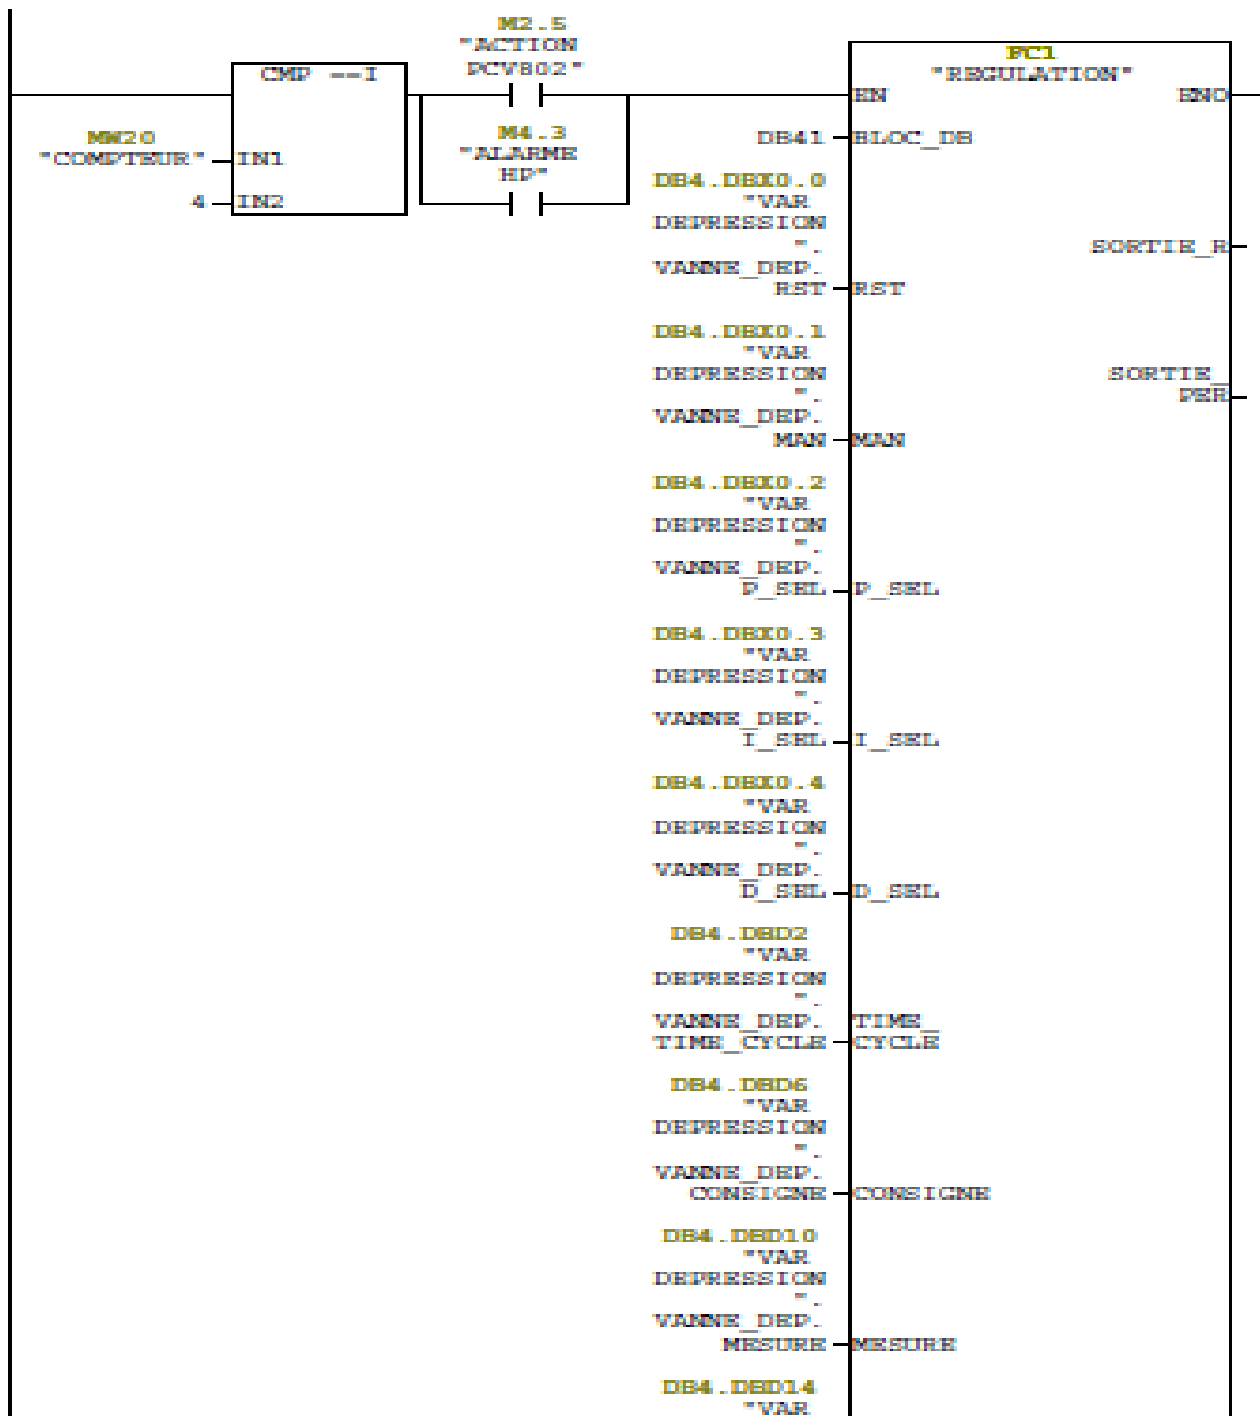 M2.5
"ACTION
PCV802"
CMP ==I
MW20
"COMPTEUR"
IN1
4
IN2
M4.3
"ALARME
HP"
FC1
"REGULATION"
EN
ENO
DB41
BLOC_DB
DB4.DBX0.0
"VAR
DEPRESSION
".
VANNE_DEP.
RST
RST
SORTIE_R
DB4.DBX0.1
"VAR
DEPRESSION
".
VANNE_DEP.
MAN
MAN
SORTIE_
PER
DB4.DBX0.2
"VAR
DEPRESSION
".
VANNE_DEP.
P_SEL
P_SEL
DB4.DBX0.3
"VAR
DEPRESSION
".
VANNE_DEP.
I_SEL
I_SEL
DB4.DBX0.4
"VAR
DEPRESSION
".
VANNE_DEP.
D_SEL
D_SEL
DB4.DBD2
"VAR
DEPRESSION
".
VANNE_DEP.
TIME_CYCLE
TIME_
CYCLE
DB4.DBD6
"VAR
DEPRESSION
".
VANNE_DEP.
CONSIGNE
CONSIGNE
DB4.DBD10
"VAR
DEPRESSION
".
VANNE_DEP.
MESURE
MESURE
DB4.DBD14
"VAR